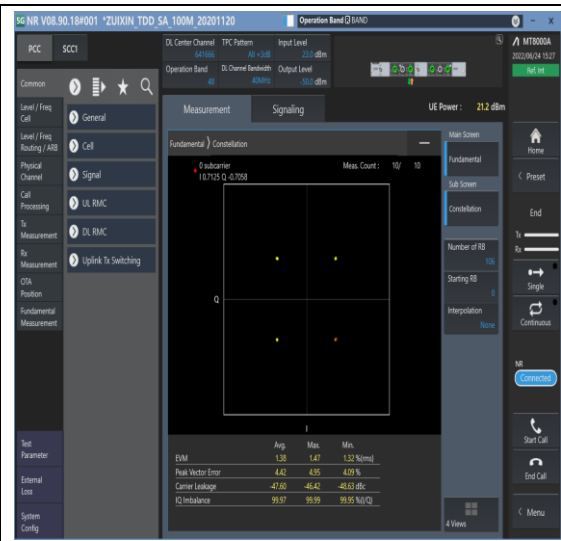 5G NR V08.90.18#001 *ZUIXIN_TDD_SA_100M_20201120
Operation Band BAND
PCC
SCC1
DL Center Channel
641666
TPC Pattern
All +3dB
Input Level
23.0 dBm
Operation Band
40
DL Channel Bandwidth
40MHz
Output Level
-50.0 dBm
MT8000A
2022/06/24 13:27
Ref. Int
Common
Level / Freq
Cell
Level / Freq
Routing / ARB
Physical
Channel
Call
Processing
Tx
Measurement
Rx
Measurement
OTA
Position
Fundamental
Measurement
Test
Parameter
External
Loss
System
Config
General
Cell
Signal
UL RMC
DL RMC
Uplink Tx Switching
Measurement
Signaling
UE Power : 21.2 dBm
Fundamental ❯ Constellation
0 subcarrier
I 0.7125 Q -0.7058
Meas. Count : 10/ 10
Q
I
Avg. Max. Min.
EVM 1.38 1.47 1.32 %(rms)
Peak Vector Error 4.42 4.95 4.09 %
Carrier Leakage -47.60 -46.42 -48.63 dBc
IQ Imbalance 99.97 99.99 99.95 %(I/Q)
Main Screen
Fundamental
Sub Screen
Constellation
Number of RB
106
Starting RB
0
Interpolation
None
4 Views
Home
Preset
End
Tx
Rx
Single
Continuous
NR
Connected
Start Call
End Call
Menu